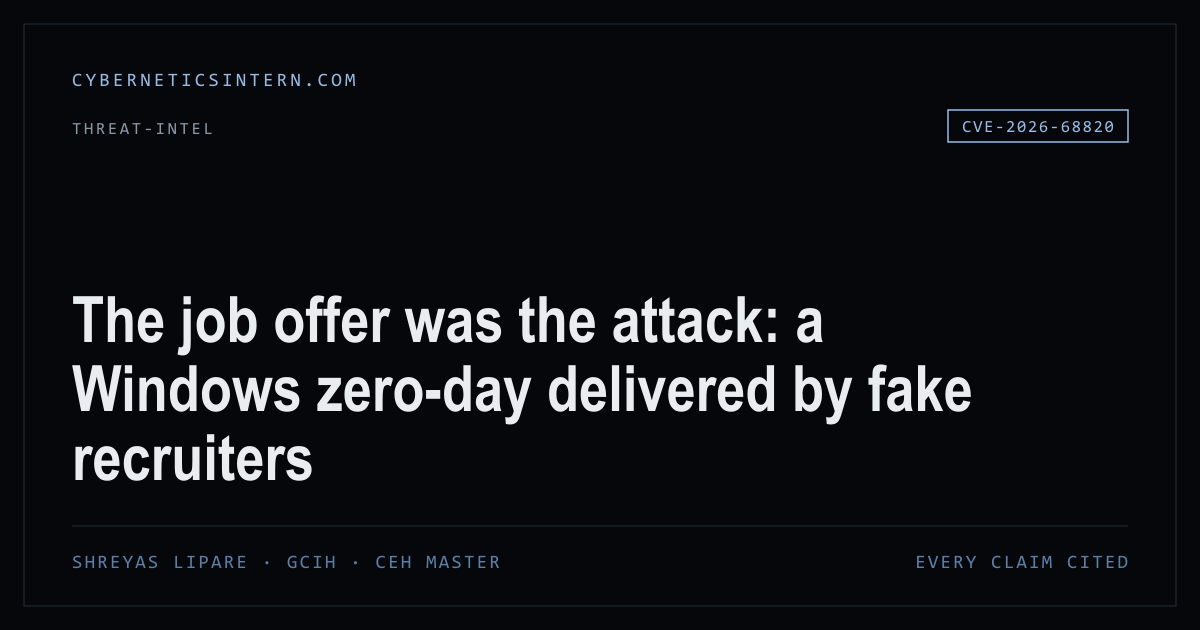 CYBERNETICSINTERN.COM
THREAT-INTEL
CVE-2026-68820
The job offer was the attack: a
Windows zero-day delivered by fake
recruiters
SHREYAS LIPARE · GCIH · CEH MASTER
EVERY CLAIM CITED